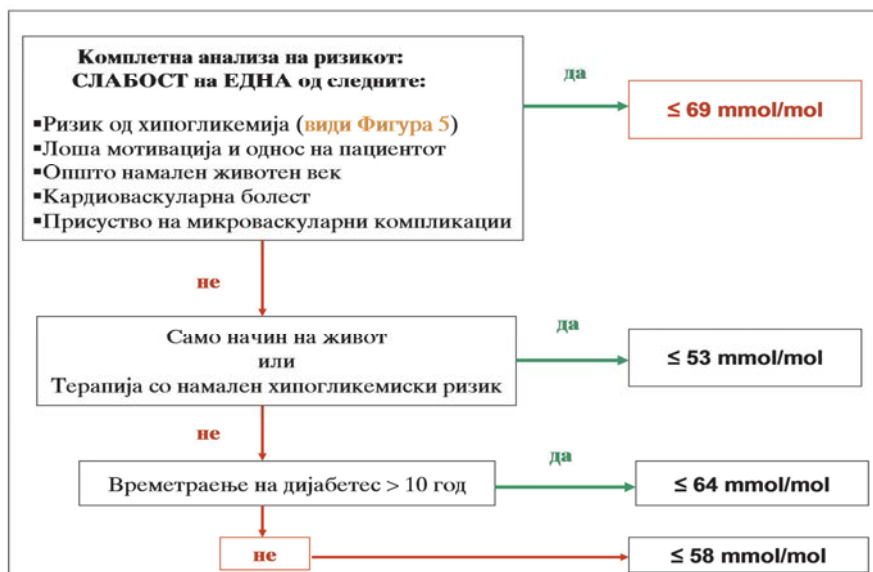 Комплетна анализа на ризикот:
СЛАБОСТ на ЕДНА од следните:
да
≤ 69 mmol/mol
▪Ризик од хипогликемија (види Фигура 5)
▪Лоша мотивација и однос на пациентот
▪Општо намален животен век
▪Кардиоваскуларна болест
▪Присуство на микроваскуларни компликации
не
Само начин на живот
или
Терапија со намален хипогликемиски ризик
да
≤ 53 mmol/mol
не
Времетраење на дијабетес > 10 год
да
≤ 64 mmol/mol
не
≤ 58 mmol/mol